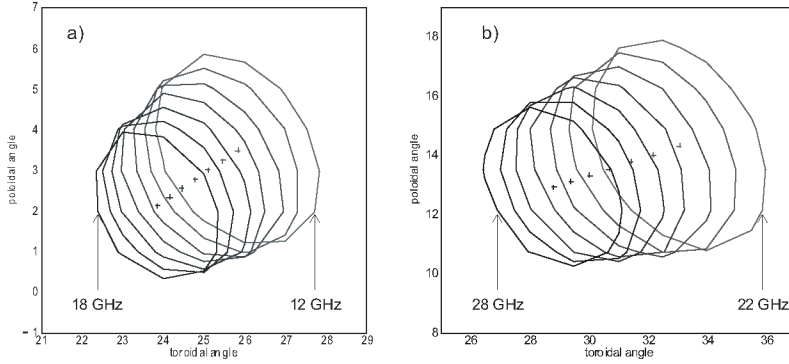 a)
7
6
5
4
3
2
1
0
-1
poloidal angle
18 GHz
12 GHz
21 22 23 24 25 26 27 28 29
toroidal angle
b)
18
16
14
12
10
8
poloidal angle
28 GHz
22 GHz
26 28 30 32 34 36
toroidal angle